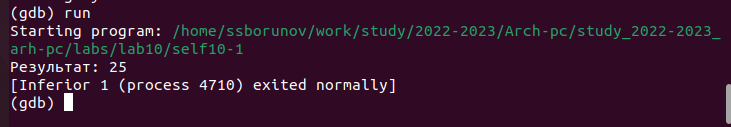 (gdb) run
Starting program: /home/ssborunov/work/study/2022-2023/Arch-pc/study_2022-2023_
arh-pc/labs/lab10/self10-1
Результат: 25
[Inferior 1 (process 4710) exited normally]
(gdb)